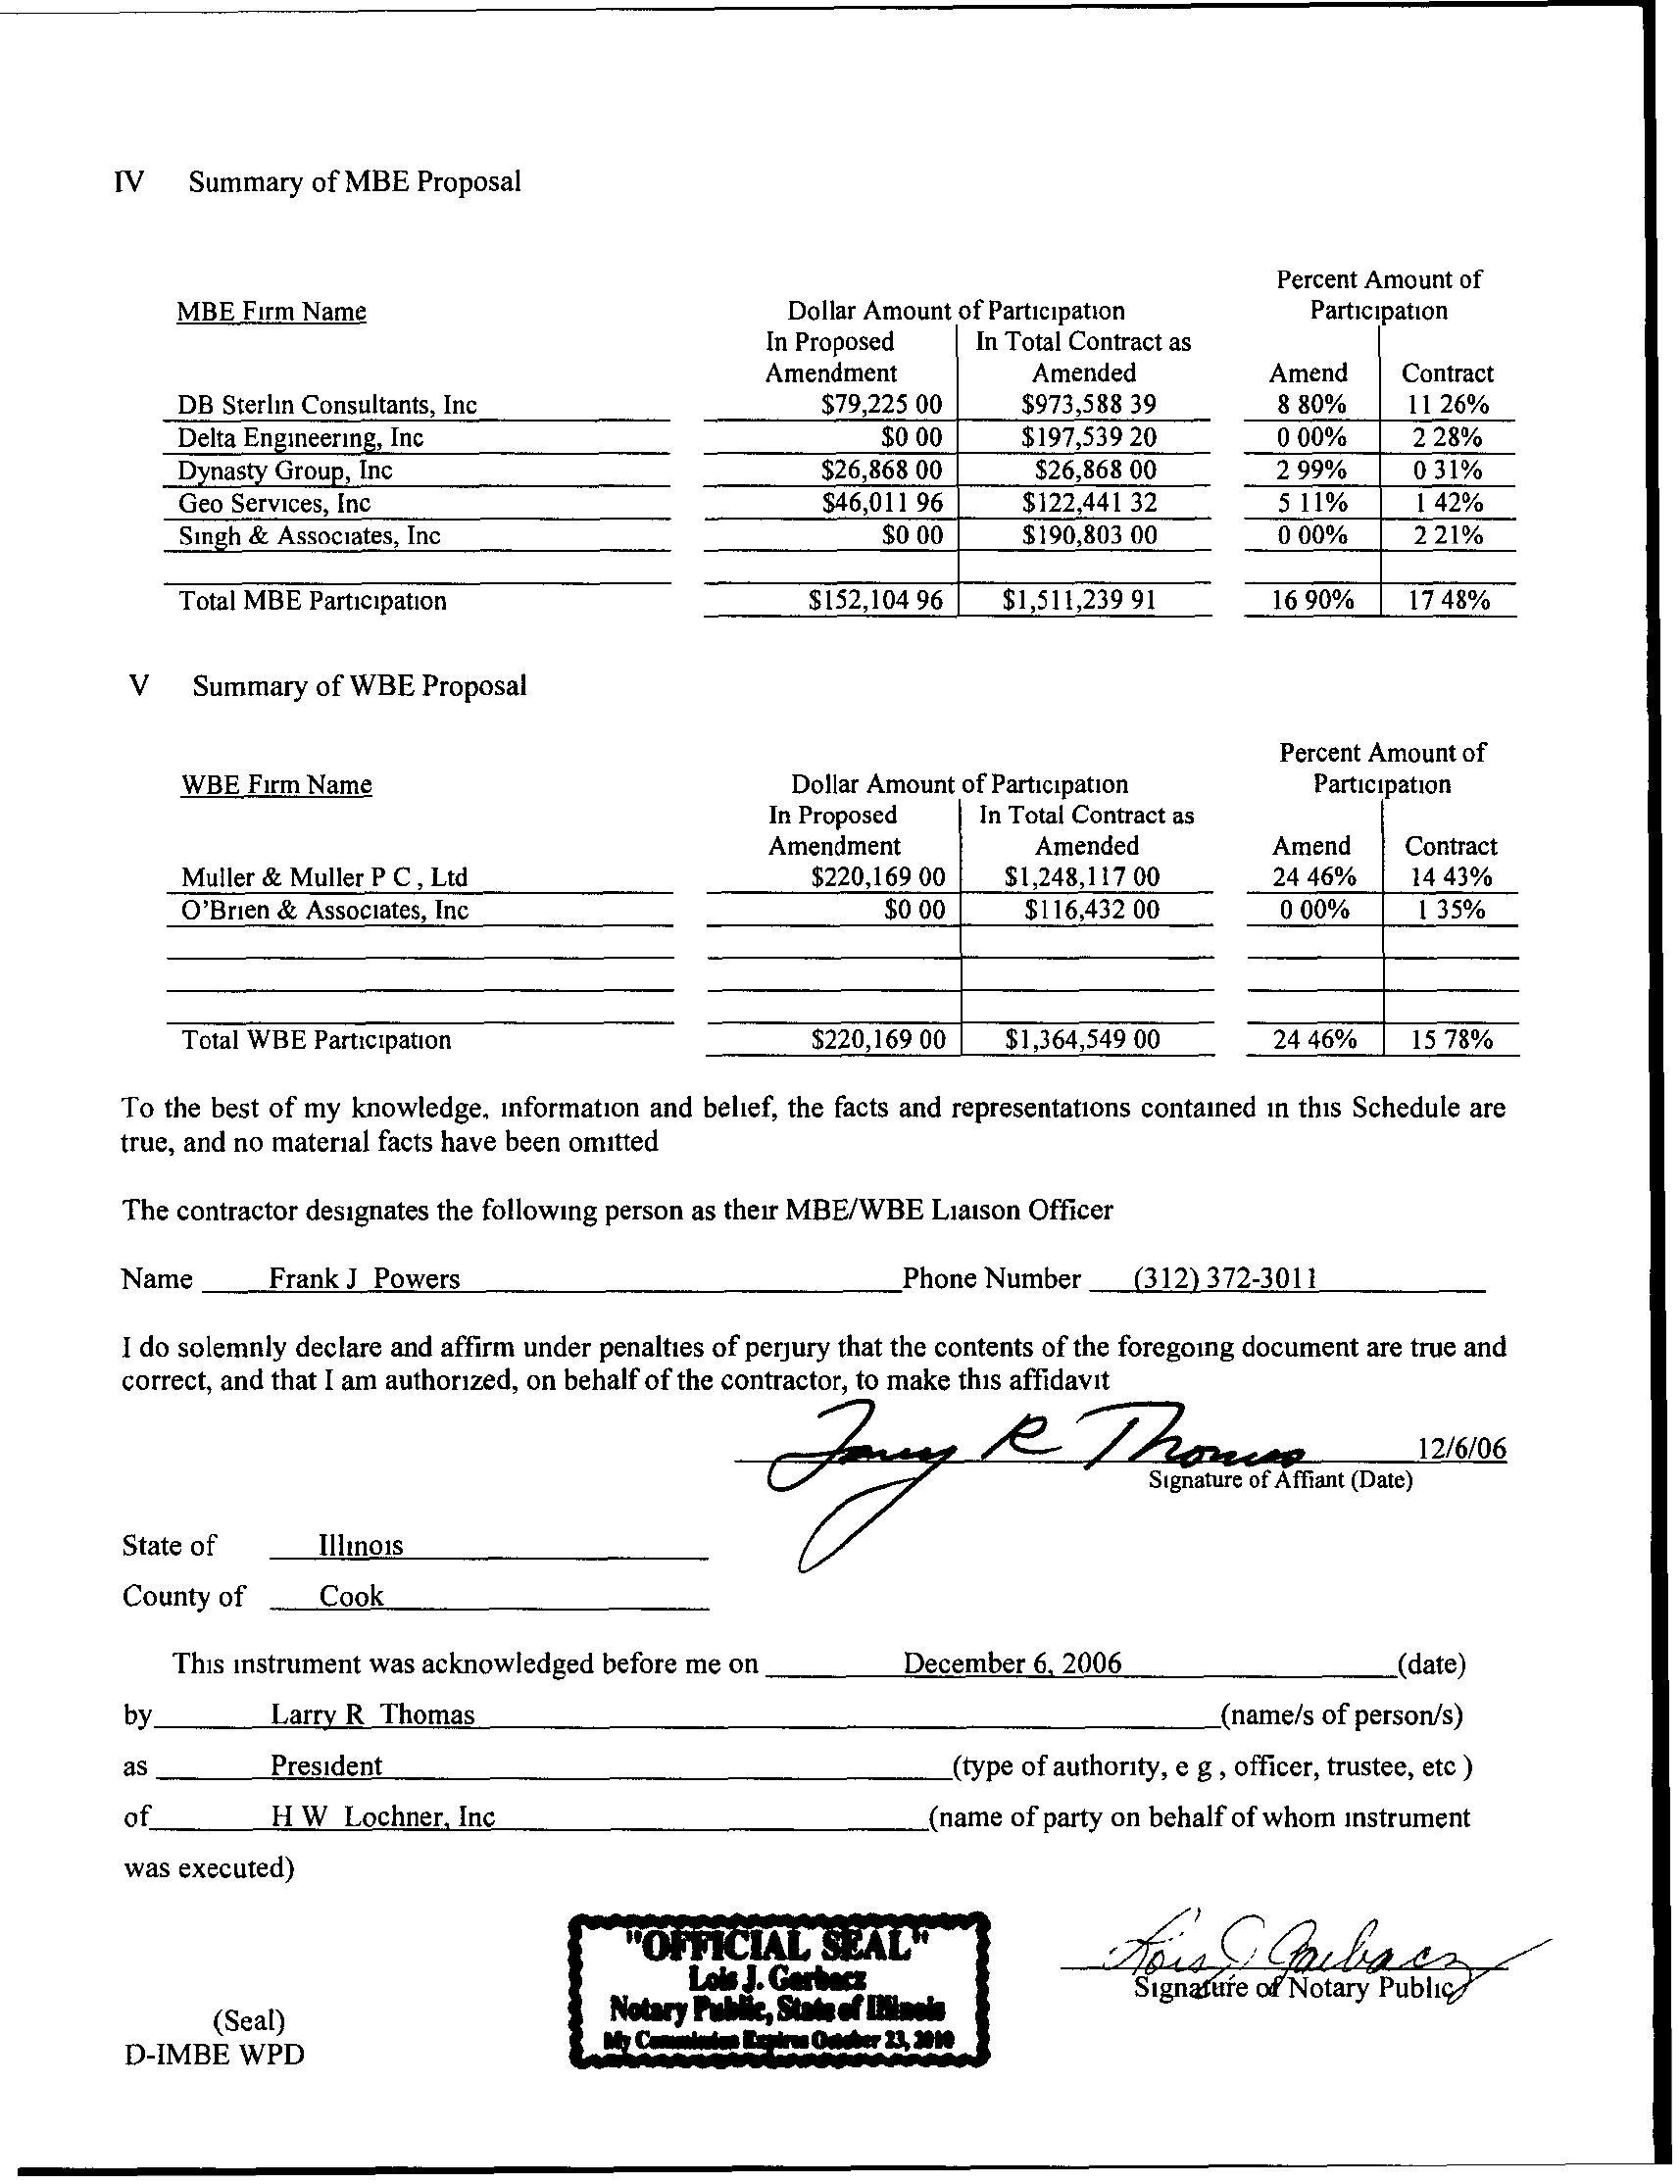 IV Summary of MBE Proposal
Percent Amount of
MBE Firm Name Dollar Amount of Participation Participation
In Proposed In Total Contract as
Amendment Amended Amend Contract
DB Sterlin Consultants, Inc $79,225 00 $973,588 39 8 80% 11 26%
Delta Engineering, Inc $0 00 $197,539 20 0 00% 2 28%
Dynasty Group, Inc $26,868 00 $26,868 00 2 99% 0 31%
Geo Services, Inc $46,011 96 $122,441 32 5 11% 1 42%
Singh & Associates, Inc $0 00 $190,803 00 0 00% 2 21%
Total MBE Participation $152,104 96 $1,511,239 91 16 90% 17 48%
V Summary of WBE Proposal
Percent Amount of
WBE Firm Name Dollar Amount of Participation Participation
In Proposed In Total Contract as
Amendment Amended Amend Contract
Muller & Muller P C , Ltd $220,169 00 $1,248,117 00 24 46% 14 43%
O'Brien & Associates, Inc $0 00 $116,432 00 0 00% 1 35%
Total WBE Participation $220,169 00 $1,364,549 00 24 46% 15 78%
To the best of my knowledge, information and belief, the facts and representations contained in this Schedule are
true, and no material facts have been omitted
The contractor designates the following person as their MBE/WBE Liaison Officer
Name Frank J Powers Phone Number (312) 372-3011
I do solemnly declare and affirm under penalties of perjury that the contents of the foregoing document are true and
correct, and that I am authorized, on behalf of the contractor, to make this affidavit
Larry R Thomas 12/6/06
Signature of Affiant (Date)
State of Illinois
County of Cook
This instrument was acknowledged before me on December 6, 2006 (date)
by Larry R Thomas (name/s of person/s)
as President (type of authority, e g , officer, trustee, etc )
of H W Lochner, Inc (name of party on behalf of whom instrument
was executed)
"OFFICIAL SEAL"
Lois J. Garbacz
Notary Public, State of Illinois
My Commission Expires October 23, 2010
Lois J Garbacz
Signature of Notary Public
(Seal)
D-IMBE WPD